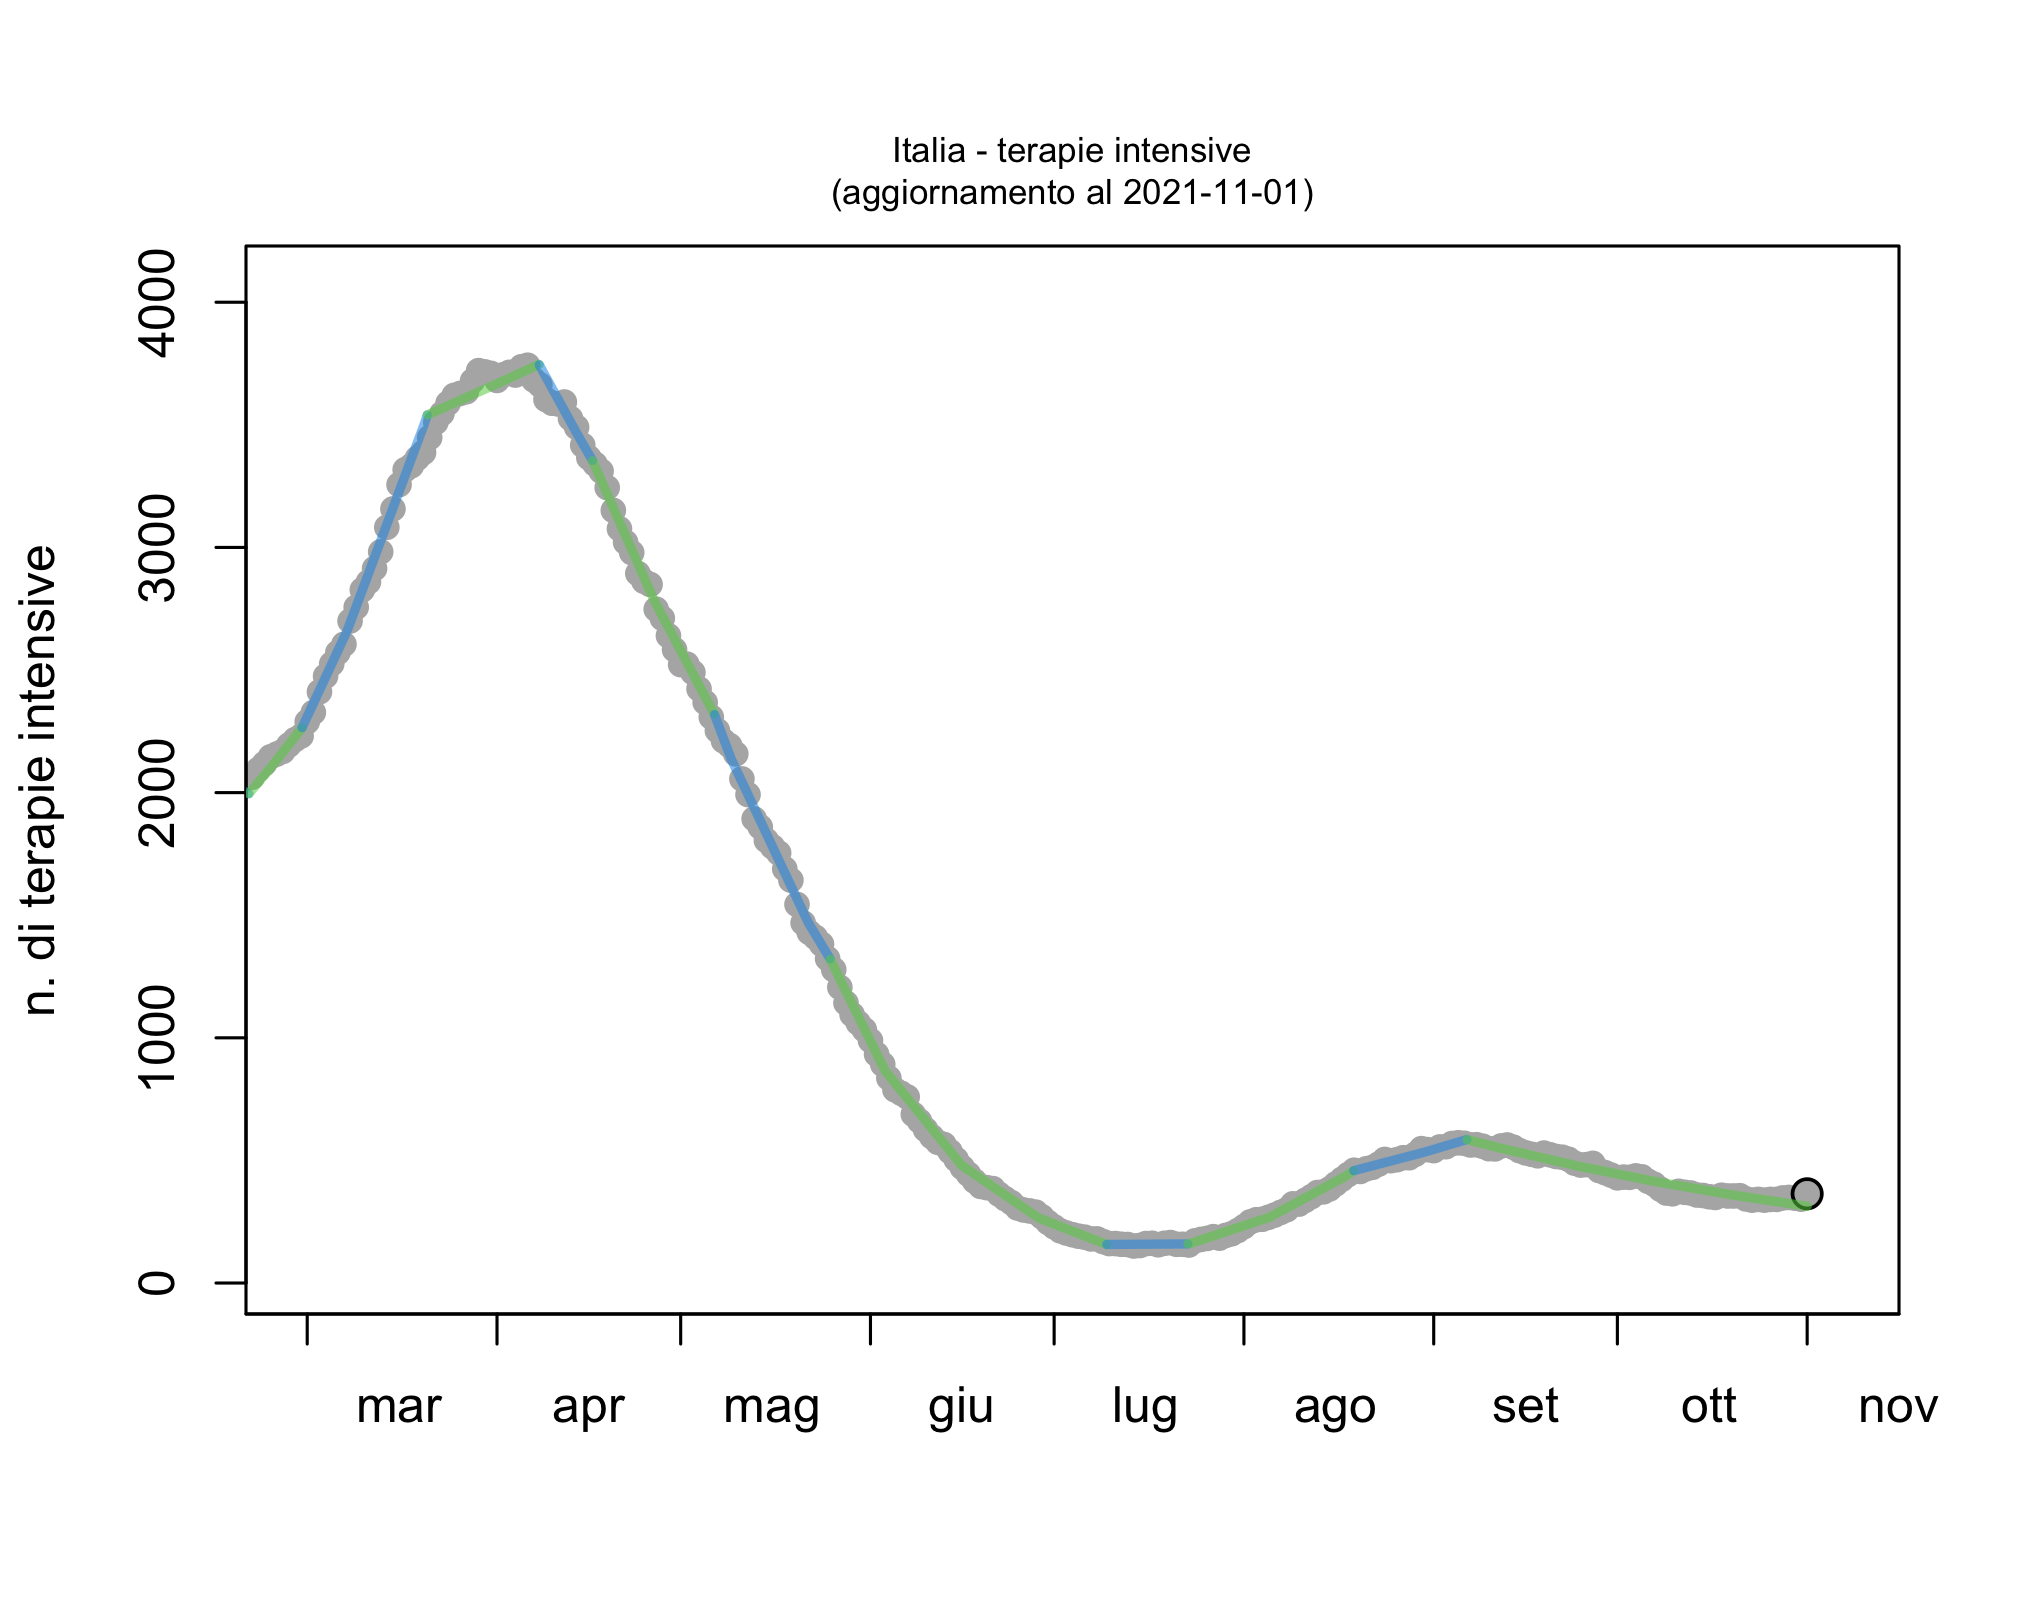 Italia - terapie intensive
(aggiornamento al 2021-11-01)
n. di terapie intensive
4000
3000
2000
1000
0
mar apr mag giu lug ago set ott nov